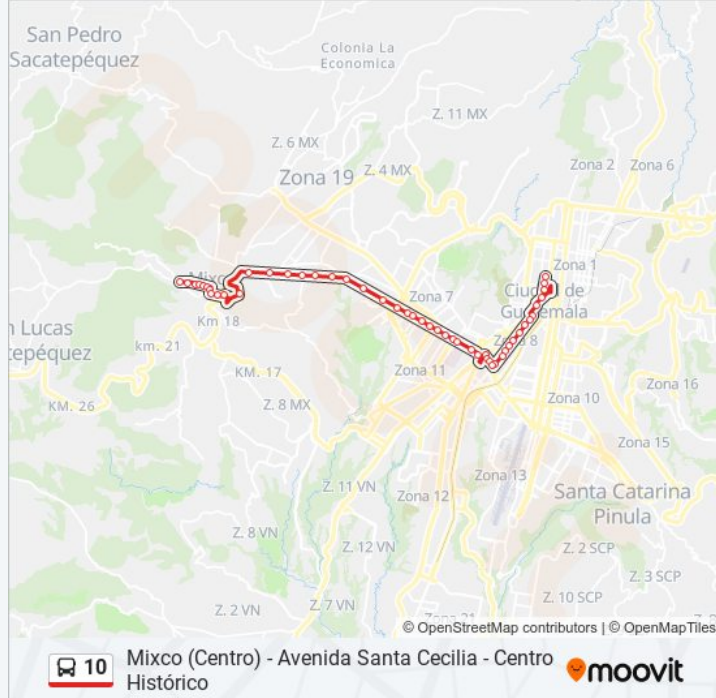 San Pedro
Sacatepéquez
Colonia La
Economica
Z. 11 MX
Z. 6 MX
Zona 19
Z. 4 MX
Zona 2
Zona 6
Mixco
Zona 1
Ciudad de
Guatemala
Zona 7
n Lucas
tepéquez
Km 18
km. 21
Zona 8
KM. 17
Zona 11
KM. 26
Z. 8 MX
Zona 10
Zona 16
Zona 15
Zona 13
Santa Catarina
Pinula
Z. 11 VN
Zona 12
Z. 8 VN
Z. 12 VN
Z. 2 SCP
Z. 3 SCP
Z. 10 SCP
Z. 2 VN
Z. 7 VN
© OpenStreetMap contributors | © OpenMapTiles
10
Mixco (Centro) - Avenida Santa Cecilia - Centro
Histórico
moovit